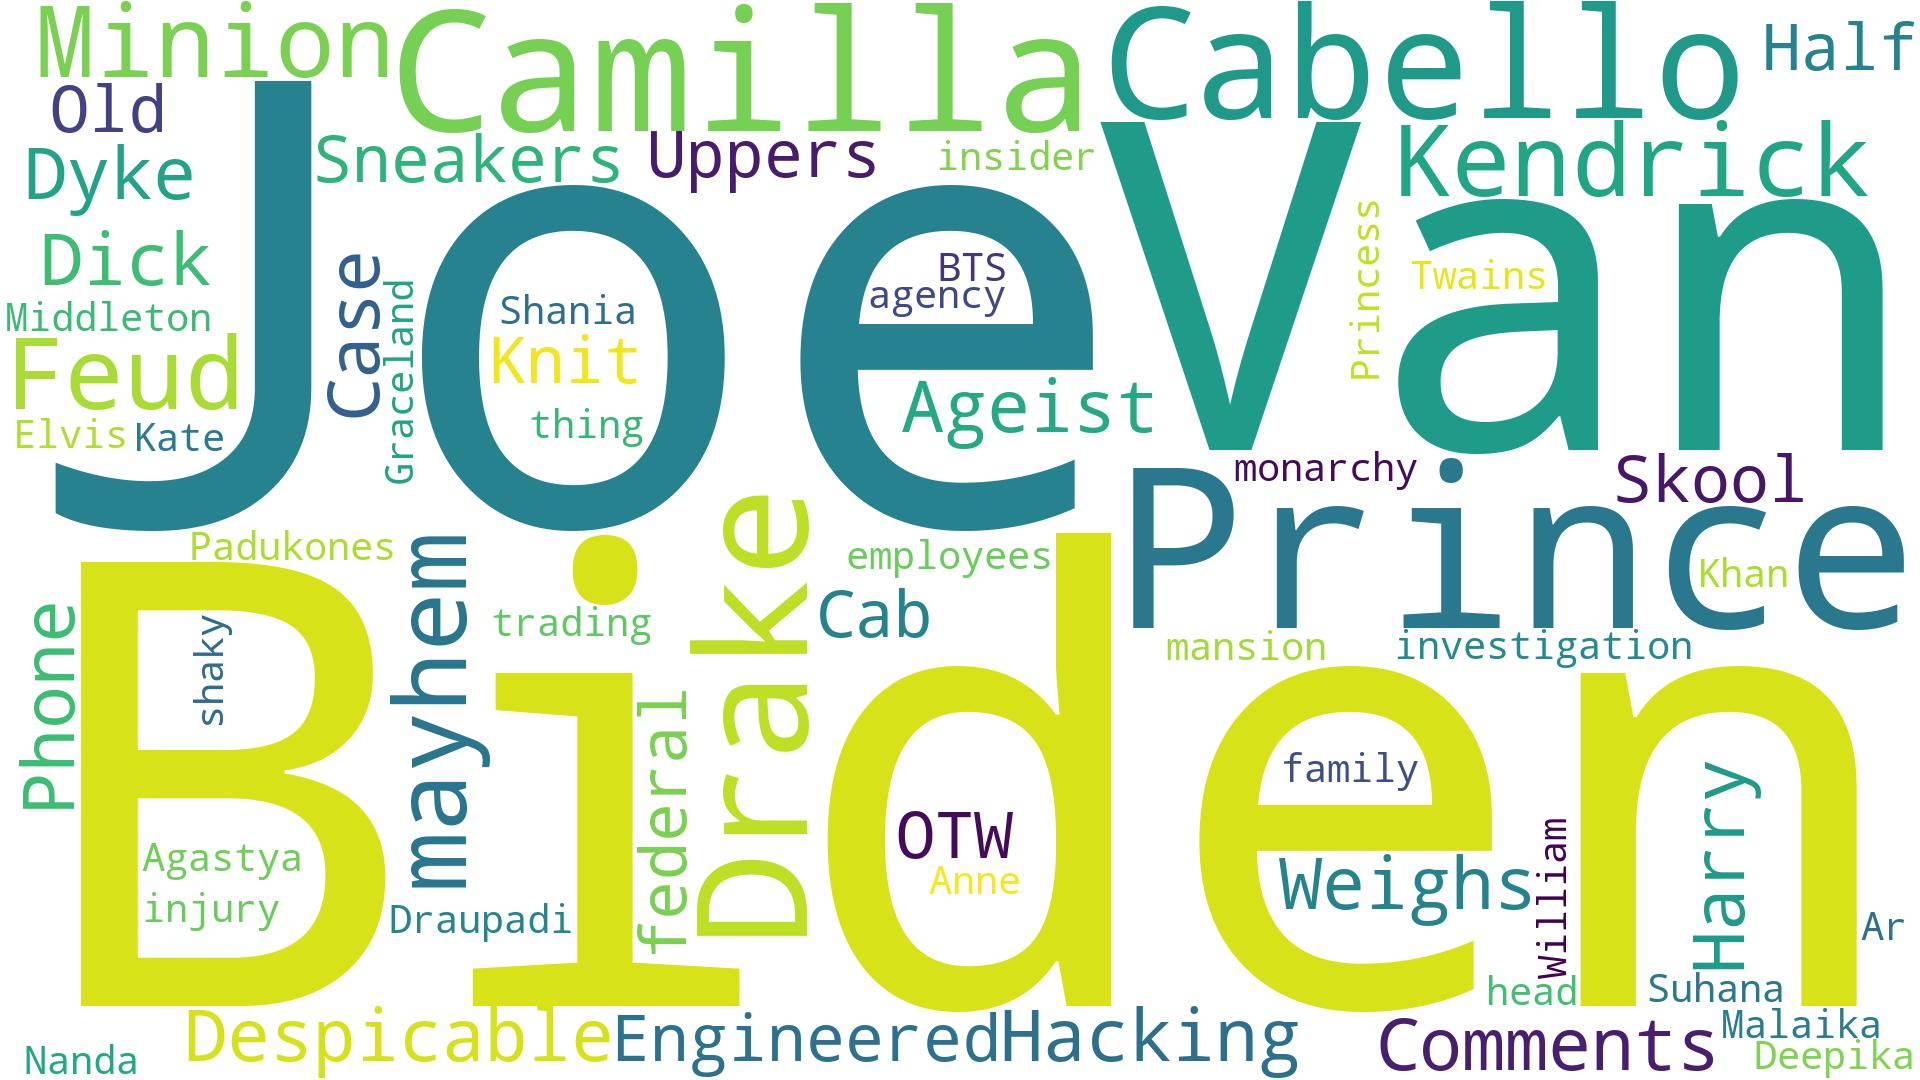 Minion
Camilla
Cabello
Half
Old
Sneakers
Uppers
insider
Kendrick
Dyke
Joe
Van
Dick
Case
Graceland
Shania
BTS
agency
Princess
Twains
Middleton
Feud
Knit
thing
Ageist
Elvis
Kate
monarchy
Skool
Prince
Padukones
mayhem
Drake
employees
Khan
Biden
Phone
shaky
trading
Cab
mansion
investigation
federal
family
Harry
Agastya
injury
OTW
Anne
Weighs
William
Draupadi
Ar
head
Suhana
Nanda
Despicable
Engineered
Hacking
Comments
Malaika
Deepika